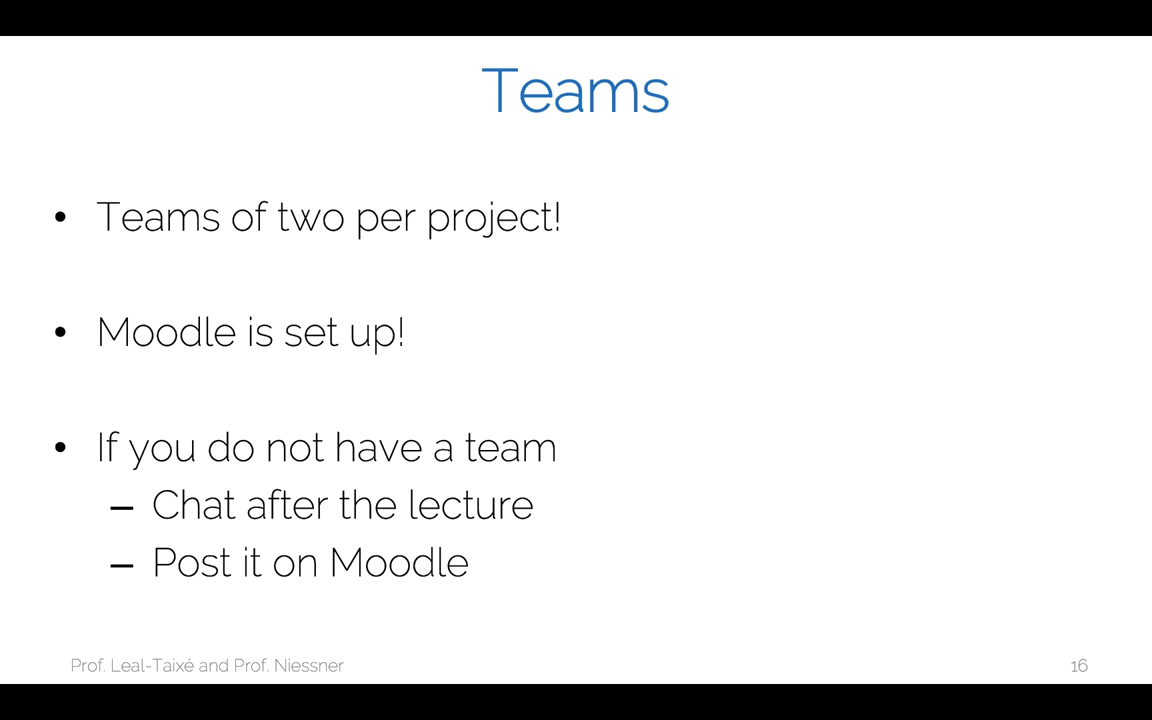 Teams
• Teams of two per project!
• Moodle is set up!
• If you do not have a team
– Chat after the lecture
– Post it on Moodle
Prof. Leal-Taixé and Prof. Niessner
16